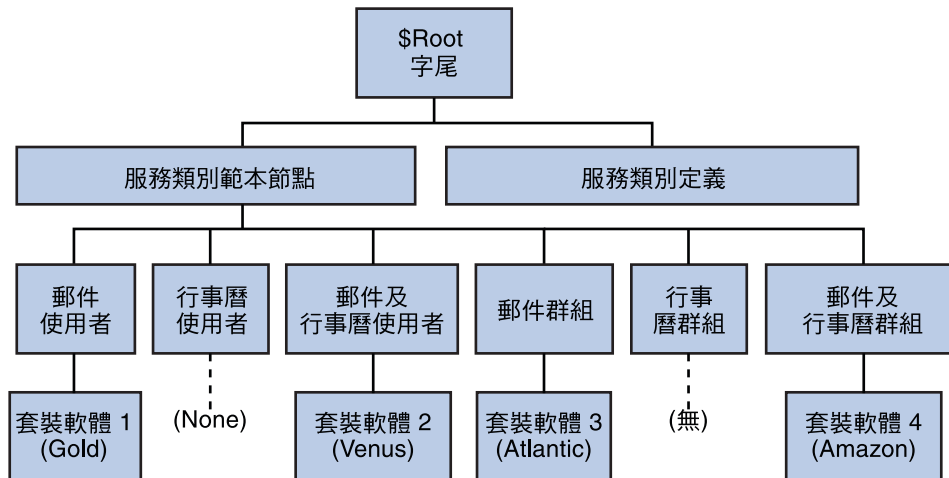 $Root
字尾
服務類別範本節點
服務類別定義
郵件
使用者
行事曆
使用者
郵件及
行事曆使用者
郵件群組
行事
曆群組
郵件及
行事曆群組
套裝軟體 1
(Gold)
(None)
套裝軟體 2
(Venus)
套裝軟體 3
(Atlantic)
(無)
套裝軟體 4
(Amazon)